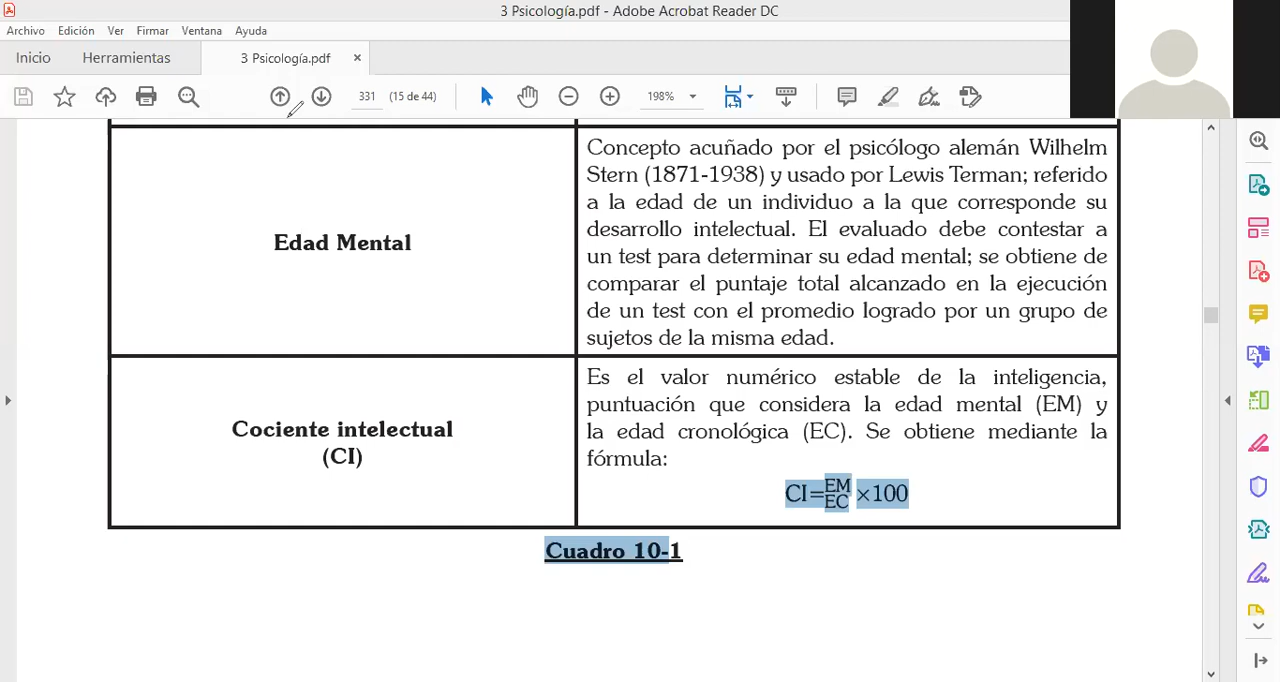 3 Psicología.pdf - Adobe Acrobat Reader DC
Archivo Edición Ver Firmar Ventana Ayuda
Inicio Herramientas 3 Psicología.pdf ×
331 (15 de 44) 198%
Edad Mental
Concepto acuñado por el psicólogo alemán Wilhelm
Stern (1871-1938) y usado por Lewis Terman; referido
a la edad de un individuo a la que corresponde su
desarrollo intelectual. El evaluado debe contestar a
un test para determinar su edad mental; se obtiene de
comparar el puntaje total alcanzado en la ejecución
de un test con el promedio logrado por un grupo de
sujetos de la misma edad.
Cociente intelectual
(CI)
Es el valor numérico estable de la inteligencia,
puntuación que considera la edad mental (EM) y
la edad cronológica (EC). Se obtiene mediante la
fórmula:
CI=EM/EC ×100
Cuadro 10-1